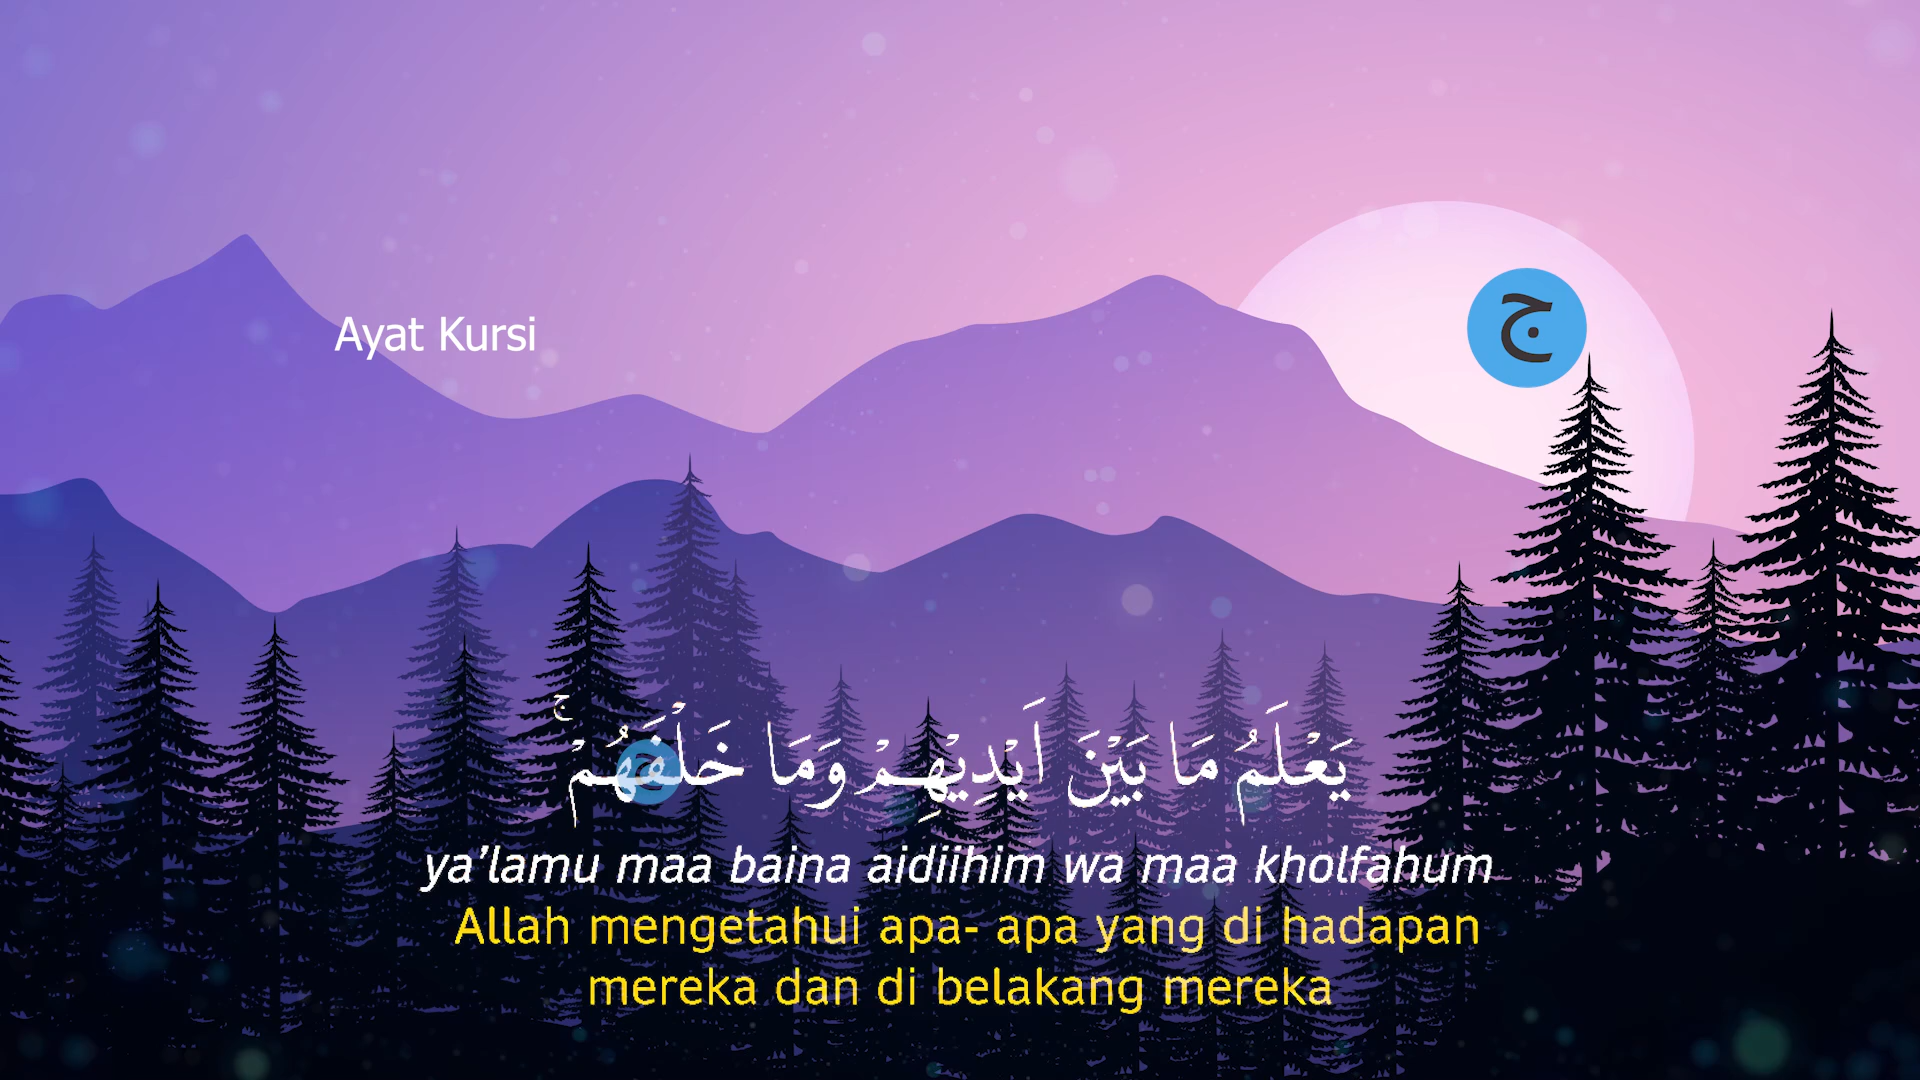 Ayat Kursi
ج
يَعْلَمُ مَا بَيْنَ اَيْدِيْهِمْ وَمَا خَلْفَهُمْۚ
ya’lamu maa baina aidiihim wa maa kholfahum
Allah mengetahui apa- apa yang di hadapan
mereka dan di belakang mereka